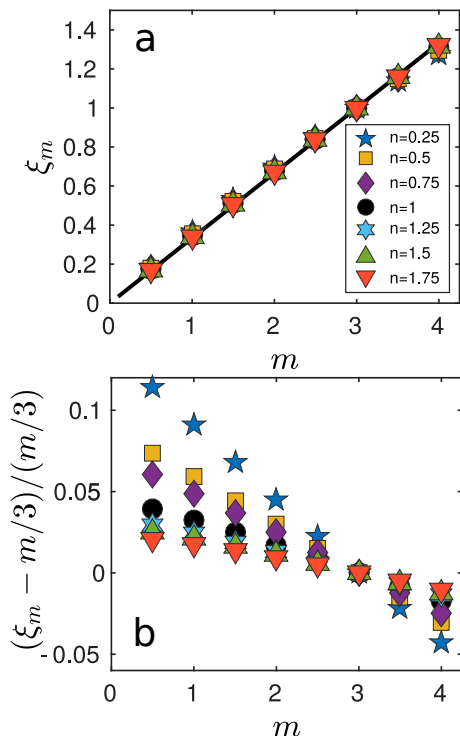 a
1.4
1.2
1
0.8
0.6
0.4
0.2
0
ξₘ
n=0.25
n=0.5
n=0.75
n=1
n=1.25
n=1.5
n=1.75
0 1 2 3 4
m
b
0.1
0.05
0
-0.05
(ξₘ − m/3)/(m/3)
0 1 2 3 4
m